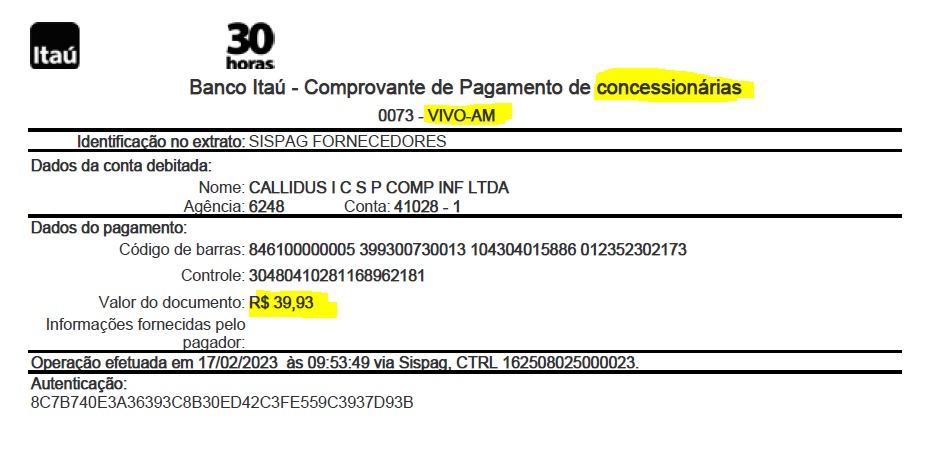 Itaú
30
horas
Banco Itaú - Comprovante de Pagamento de concessionárias
0073 - VIVO-AM
Identificação no extrato: SISPAG FORNECEDORES
Dados da conta debitada:
Nome: CALLIDUS I C S P COMP INF LTDA
Agência: 6248 Conta: 41028 - 1
Dados do pagamento:
Código de barras: 846100000005 399300730013 104304015886 012352302173
Controle: 30480410281168962181
Valor do documento: R$ 39,93
Informações fornecidas pelo
pagador:
Operação efetuada em 17/02/2023 às 09:53:49 via Sispag, CTRL 162508025000023.
Autenticação:
8C7B740E3A36393C8B30ED42C3FE559C3937D93B